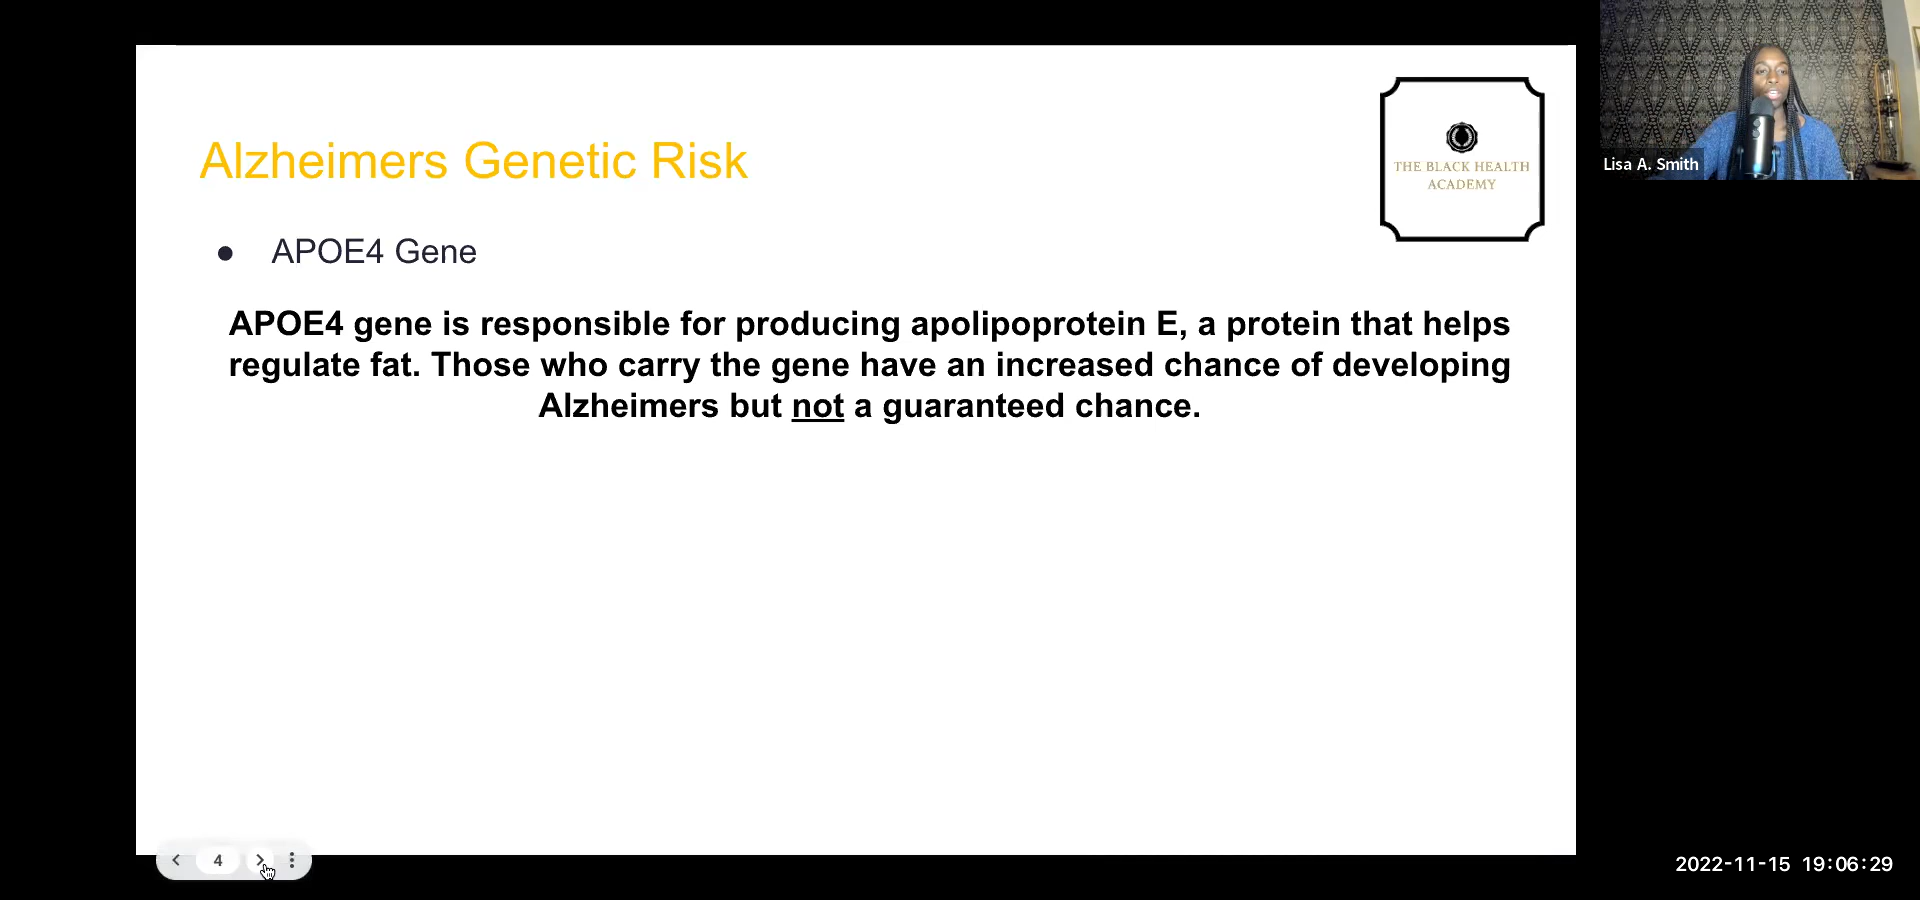 Alzheimers Genetic Risk
THE BLACK HEALTH
ACADEMY
Lisa A. Smith
● APOE4 Gene
APOE4 gene is responsible for producing apolipoprotein E, a protein that helps
regulate fat. Those who carry the gene have an increased chance of developing
Alzheimers but not a guaranteed chance.
4
2022-11-15 19:06:29